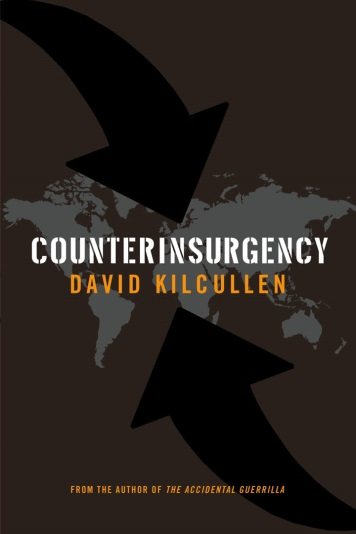 COUNTERINSURGENCY
DAVID KILCULLEN
FROM THE AUTHOR OF THE ACCIDENTAL GUERRILLA